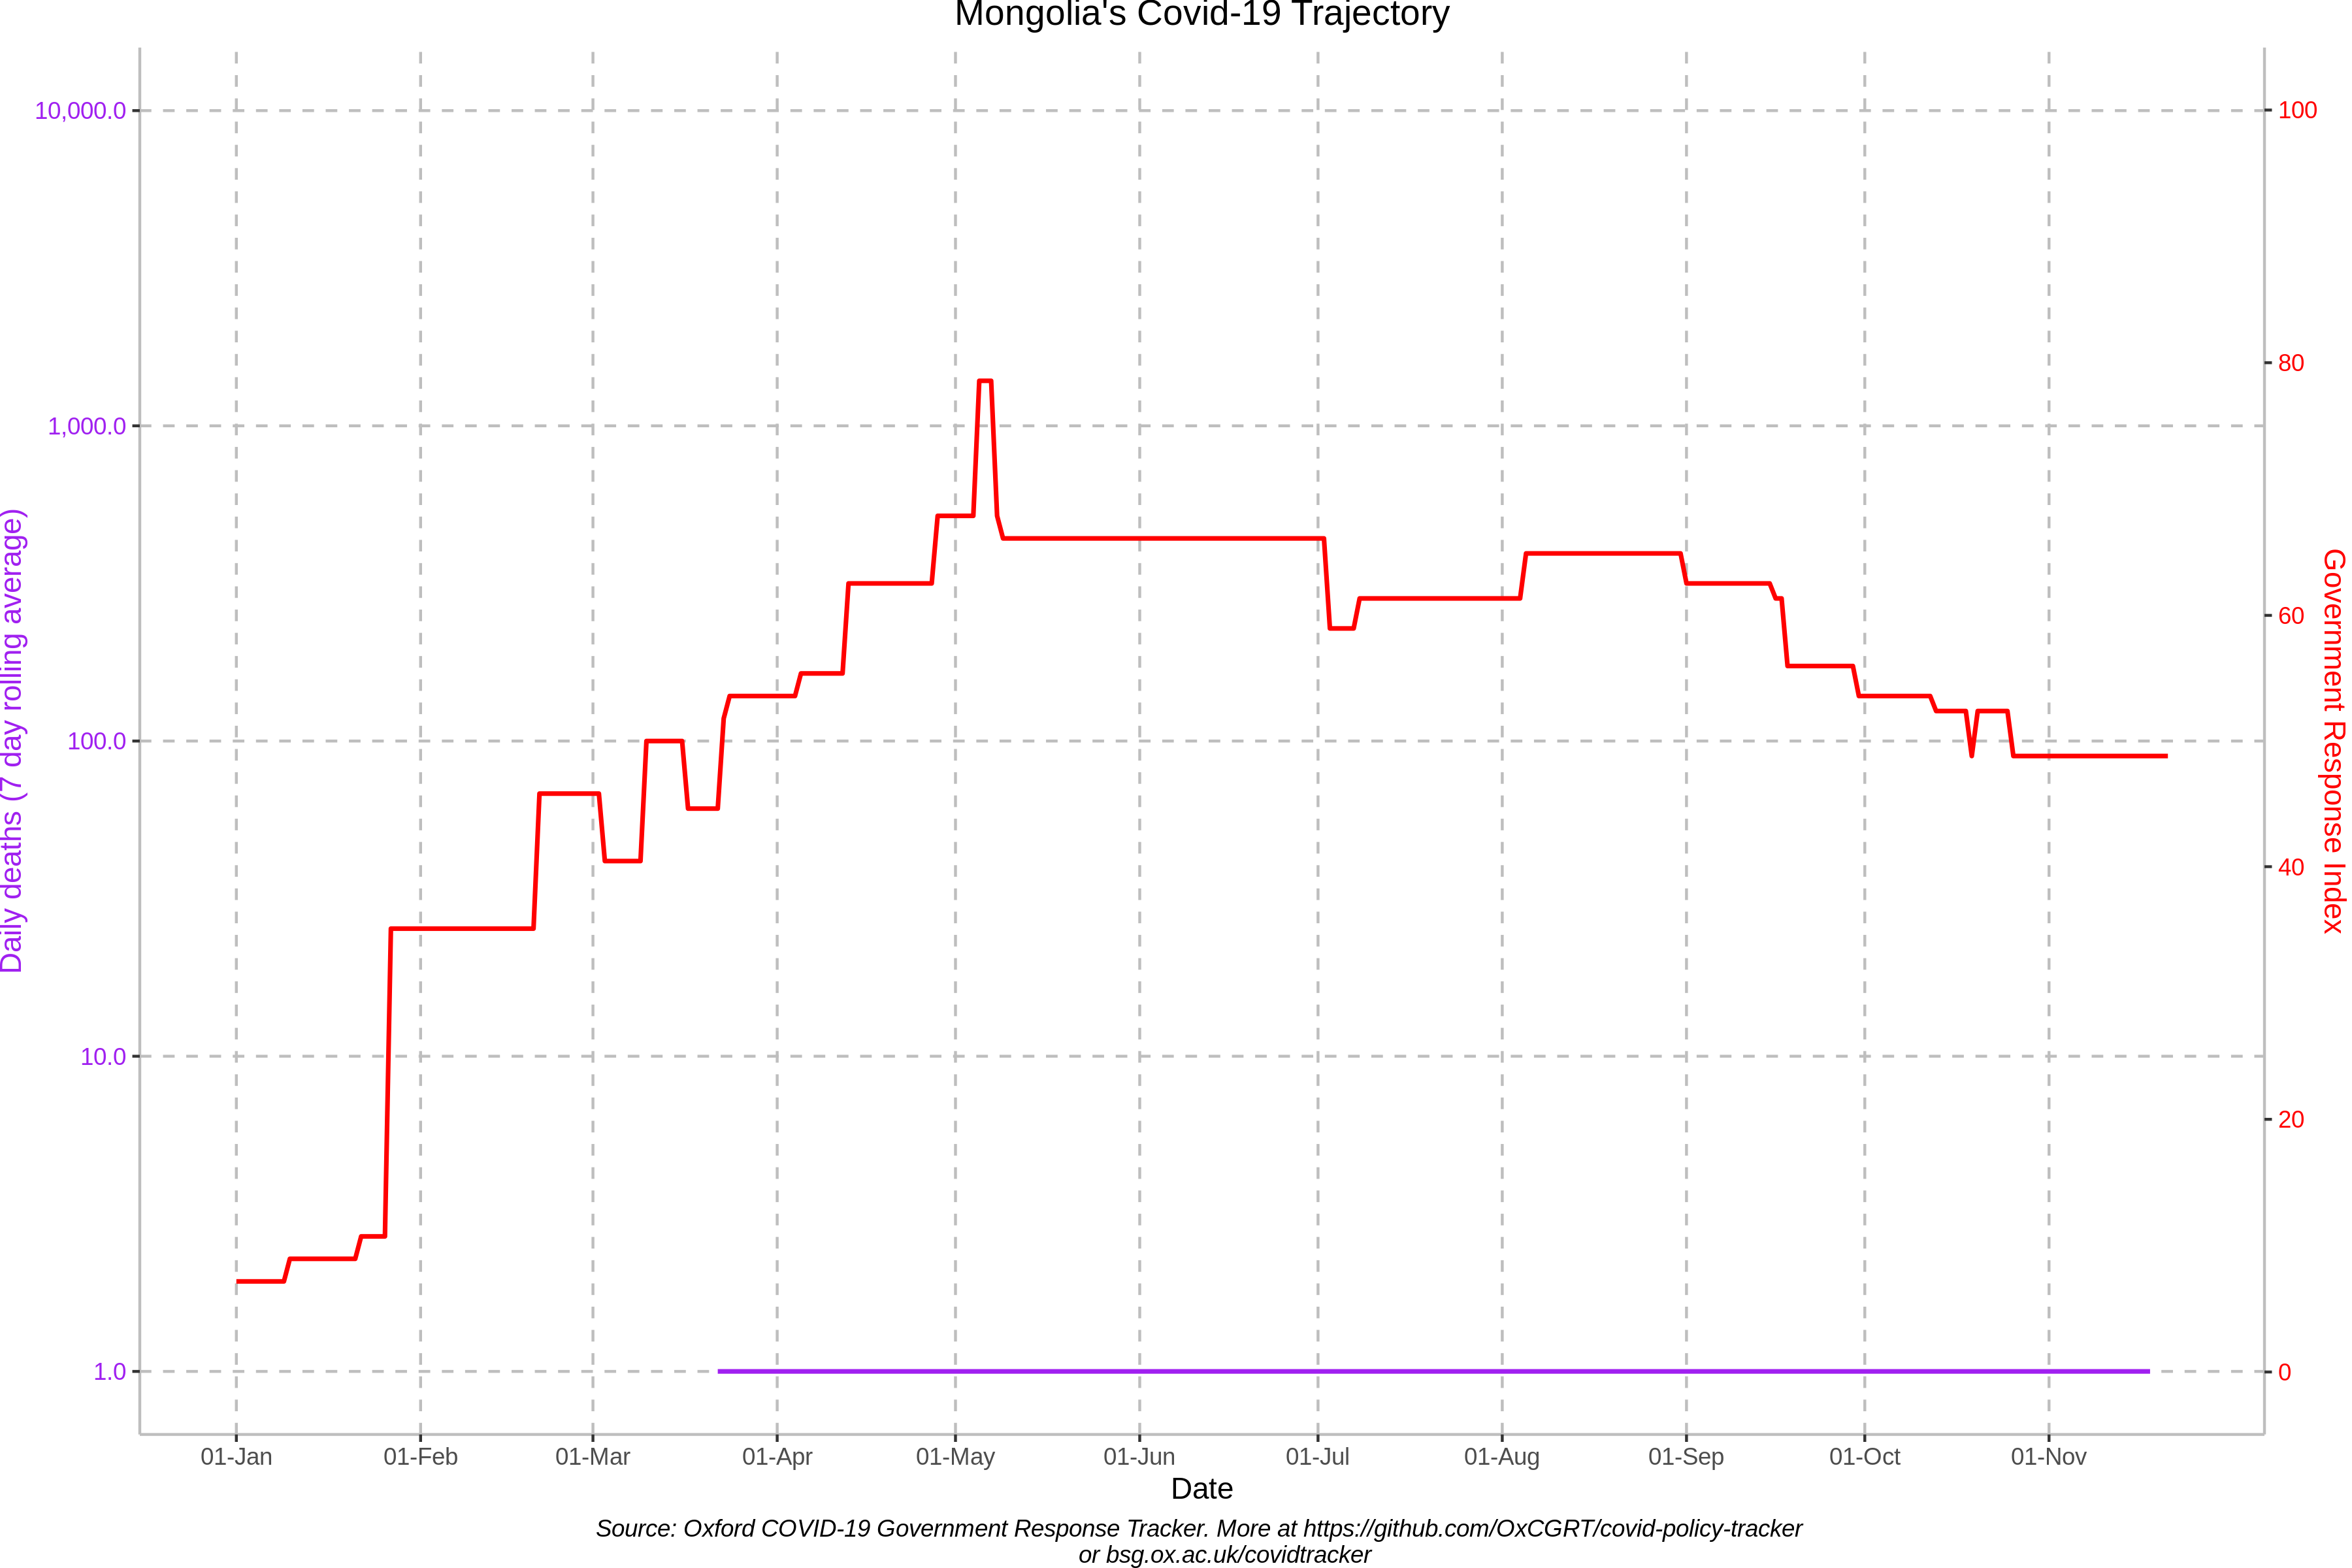 Mongolia's Covid-19 Trajectory
10,000.0
1,000.0
100.0
10.0
1.0
Daily deaths (7 day rolling average)
100
80
60
40
20
0
Government Response Index
01-Jan
01-Feb
01-Mar
01-Apr
01-May
01-Jun
01-Jul
01-Aug
01-Sep
01-Oct
01-Nov
Date
Source: Oxford COVID-19 Government Response Tracker. More at https://github.com/OxCGRT/covid-policy-tracker
or bsg.ox.ac.uk/covidtracker